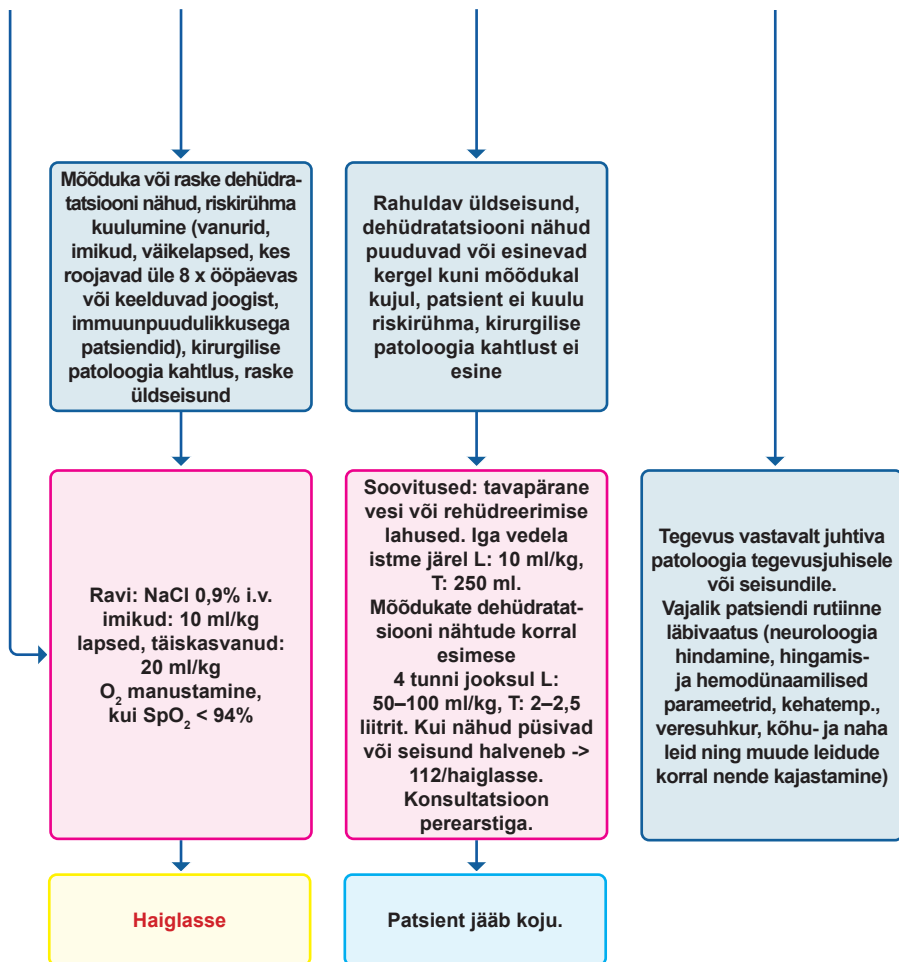 Mõõduka või raske dehüdra-
tatsiooni nähud, riskirühma
kuulumine (vanurid,
imikud, väikelapsed, kes
roojavad üle 8 x ööpäevas
või keelduvad joogist,
immuunpuudulikkusega
patsiendid), kirurgilise
patoloogia kahtlus, raske
üldseisund
Rahuldav üldseisund,
dehüdratatsiooni nähud
puuduvad või esinevad
kergel kuni mõõdukal
kujul, patsient ei kuulu
riskirühma, kirurgilise
patoloogia kahtlust ei
esine
Ravi: NaCl 0,9% i.v.
imikud: 10 ml/kg
lapsed, täiskasvanud:
20 ml/kg
O₂ manustamine,
kui SpO₂ < 94%
Soovitused: tavapärane
vesi või rehüdreerimise
lahused. Iga vedela
istme järel L: 10 ml/kg,
T: 250 ml.
Mõõdukate dehüdratat-
siooni nähtude korral
esimese
4 tunni jooksul L:
50–100 ml/kg, T: 2–2,5
liitrit. Kui nähud püsivad
või seisund halveneb ->
112/haiglasse.
Konsultatsioon
perearstiga.
Tegevus vastavalt juhtiva
patoloogia tegevusjuhisele
või seisundile.
Vajalik patsiendi rutiinne
läbivaatus (neuroloogia
hindamine, hingamis-
ja hemodünaamilised
parameetrid, kehatemp.,
veresuhkur, kõhu- ja naha
leid ning muude leidude
korral nende kajastamine)
Haiglasse
Patsient jääb koju.